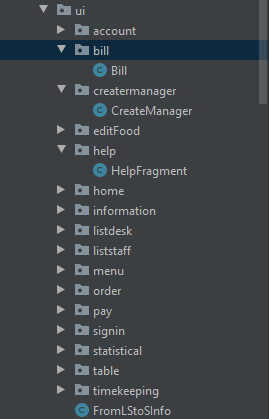 ui
account
bill
Bill
creatermanager
CreateManager
editFood
help
HelpFragment
home
information
listdesk
liststaff
menu
order
pay
signin
statistical
table
timekeeping
FromLStoSInfo